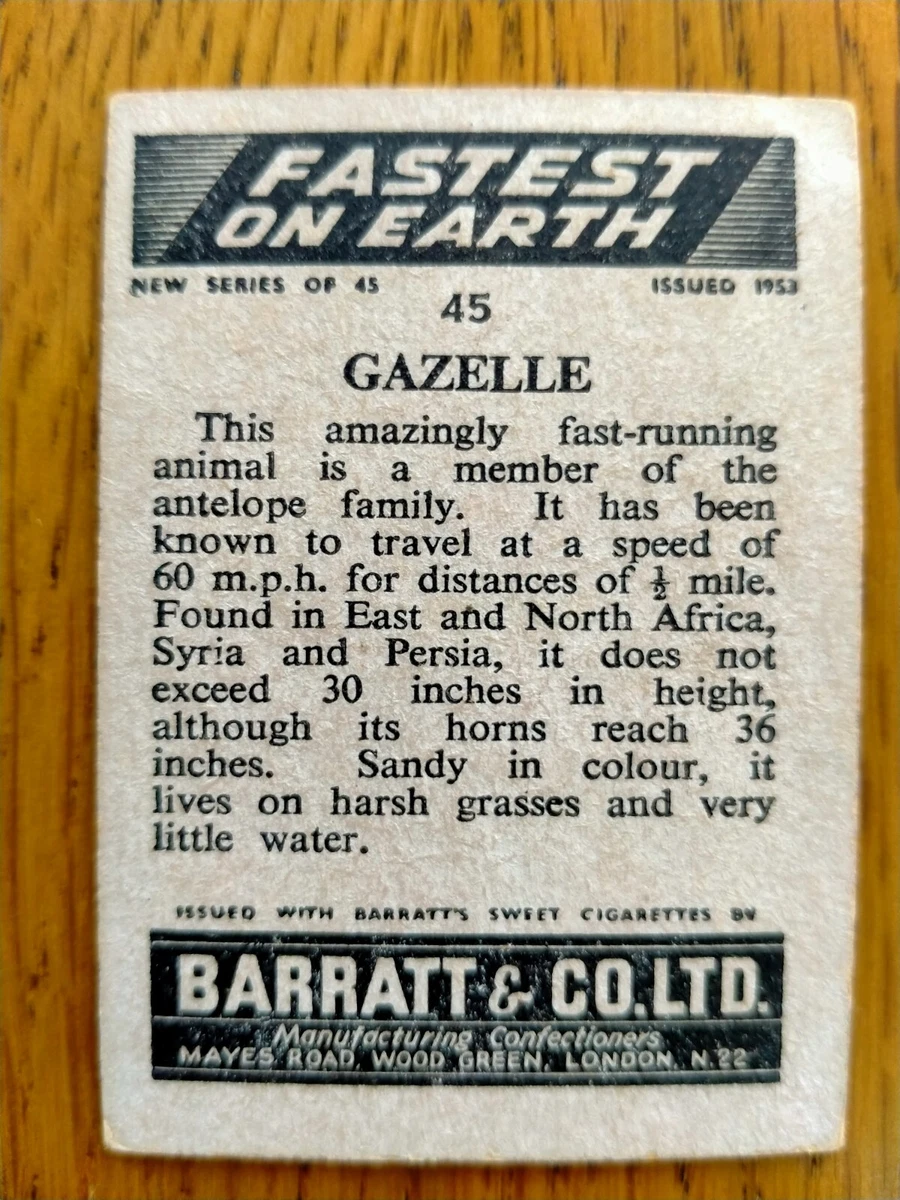 FASTEST
ON EARTH
NEW SERIES OF 45 ISSUED 1953
45
GAZELLE
This amazingly fast-running
animal is a member of the
antelope family. It has been
known to travel at a speed of
60 m.p.h. for distances of ½ mile.
Found in East and North Africa,
Syria and Persia, it does not
exceed 30 inches in height,
although its horns reach 36
inches. Sandy in colour, it
lives on harsh grasses and very
little water.
ISSUED WITH BARRATT'S SWEET CIGARETTES BY
BARRATT & CO. LTD.
Manufacturing Confectioners
MAYES ROAD, WOOD GREEN, LONDON, N.22